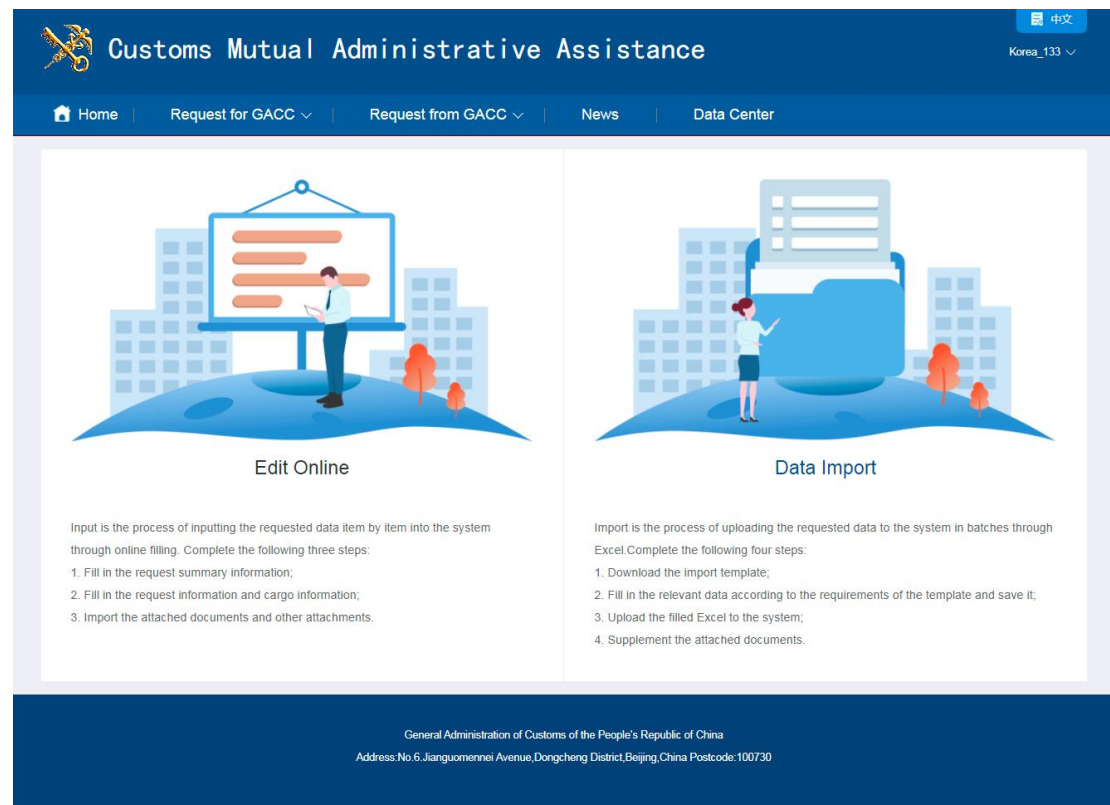 中文
Customs Mutual Administrative Assistance
Korea_133
Home
Request for GACC
Request from GACC
News
Data Center
Edit Online
Input is the process of inputting the requested data item by item into the system
through online filling. Complete the following three steps:
1. Fill in the request summary information;
2. Fill in the request information and cargo information;
3. Import the attached documents and other attachments.
Data Import
Import is the process of uploading the requested data to the system in batches through
Excel.Complete the following four steps:
1. Download the import template;
2. Fill in the relevant data according to the requirements of the template and save it;
3. Upload the filled Excel to the system;
4. Supplement the attached documents.
General Administration of Customs of the People's Republic of China
Address:No.6.Jianguomennei Avenue,Dongcheng District,Beijing,China Postcode:100730